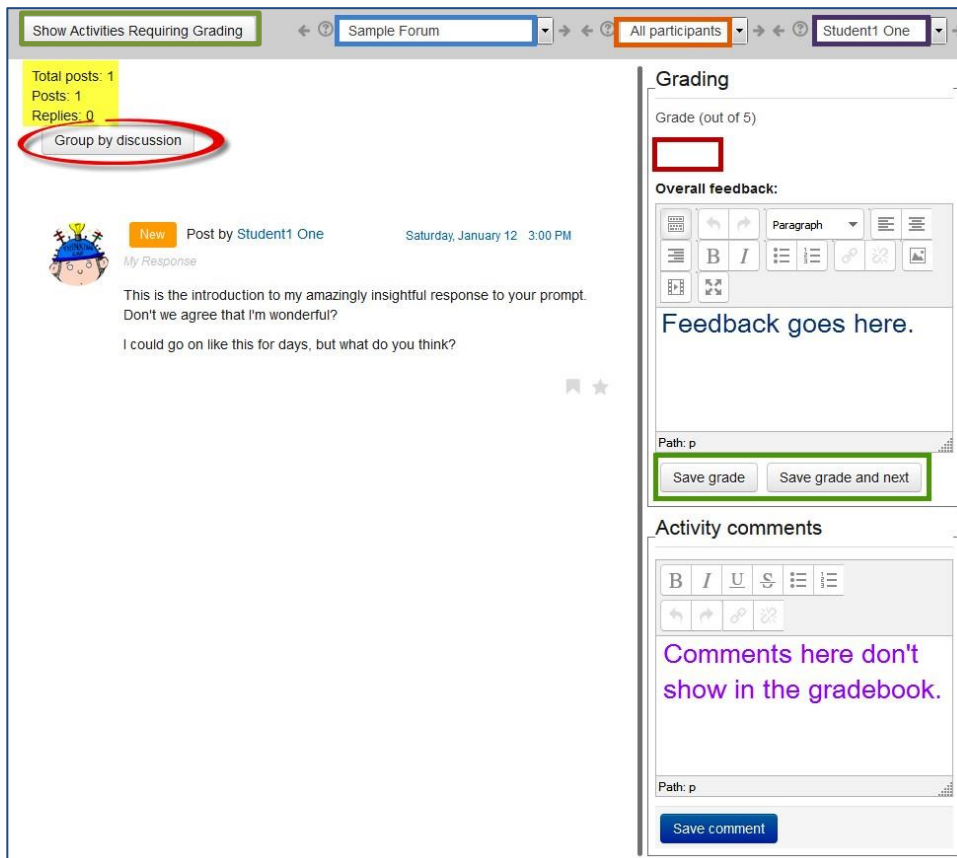 Show Activities Requiring Grading
Sample Forum
All participants
Student1 One
Total posts: 1
Posts: 1
Replies: 0
Group by discussion
New Post by Student1 One Saturday, January 12 3:00 PM
My Response
This is the introduction to my amazingly insightful response to your prompt.
Don't we agree that I'm wonderful?
I could go on like this for days, but what do you think?
Grading
Grade (out of 5)
Overall feedback:
Paragraph
B I
Feedback goes here.
Path: p
Save grade Save grade and next
Activity comments
B I U S
Comments here don't
show in the gradebook.
Path: p
Save comment